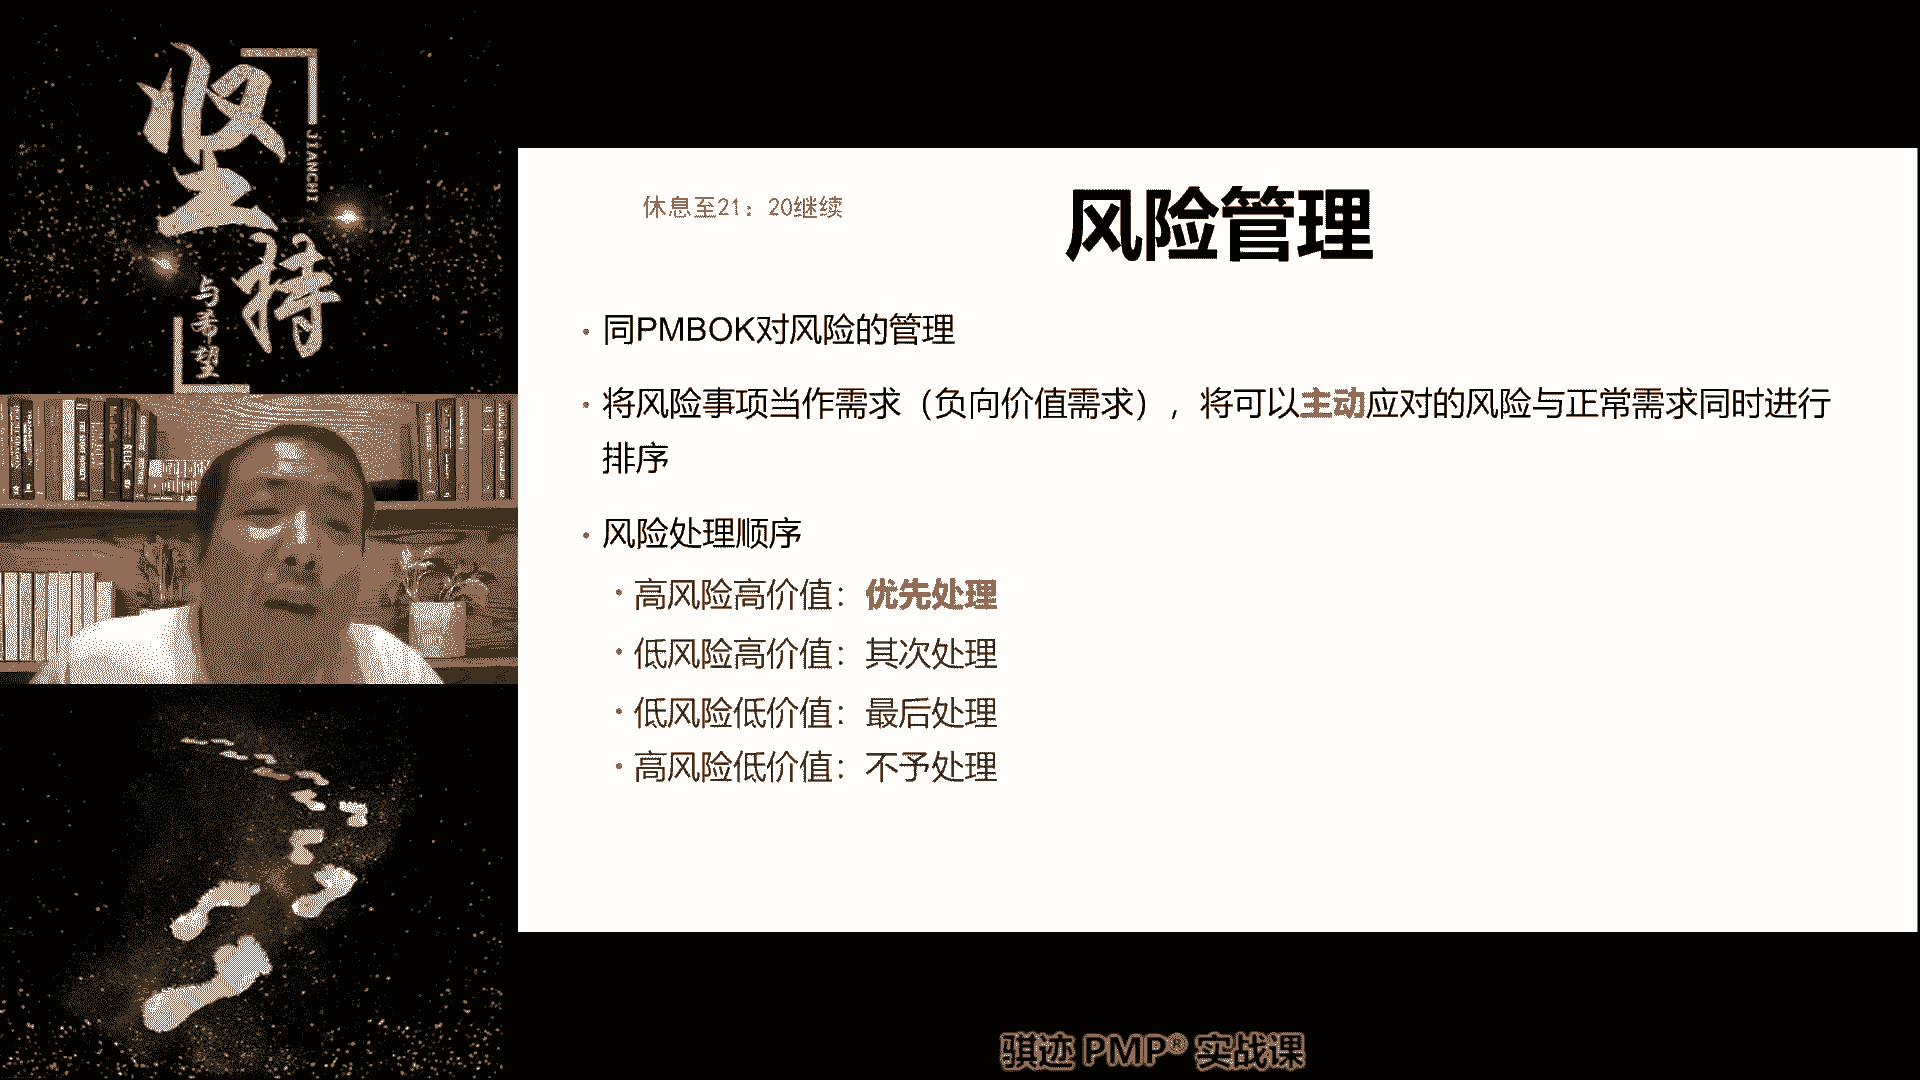 坚持
JIANCHI
与希望
休息至21：20继续
风险管理
·同PMBOK对风险的管理
·将风险事项当作需求（负向价值需求），将可以主动应对的风险与正常需求同时进行
排序
·风险处理顺序
·高风险高价值：优先处理
·低风险高价值：其次处理
·低风险低价值：最后处理
·高风险低价值：不予处理
骐迹 PMP® 实战课